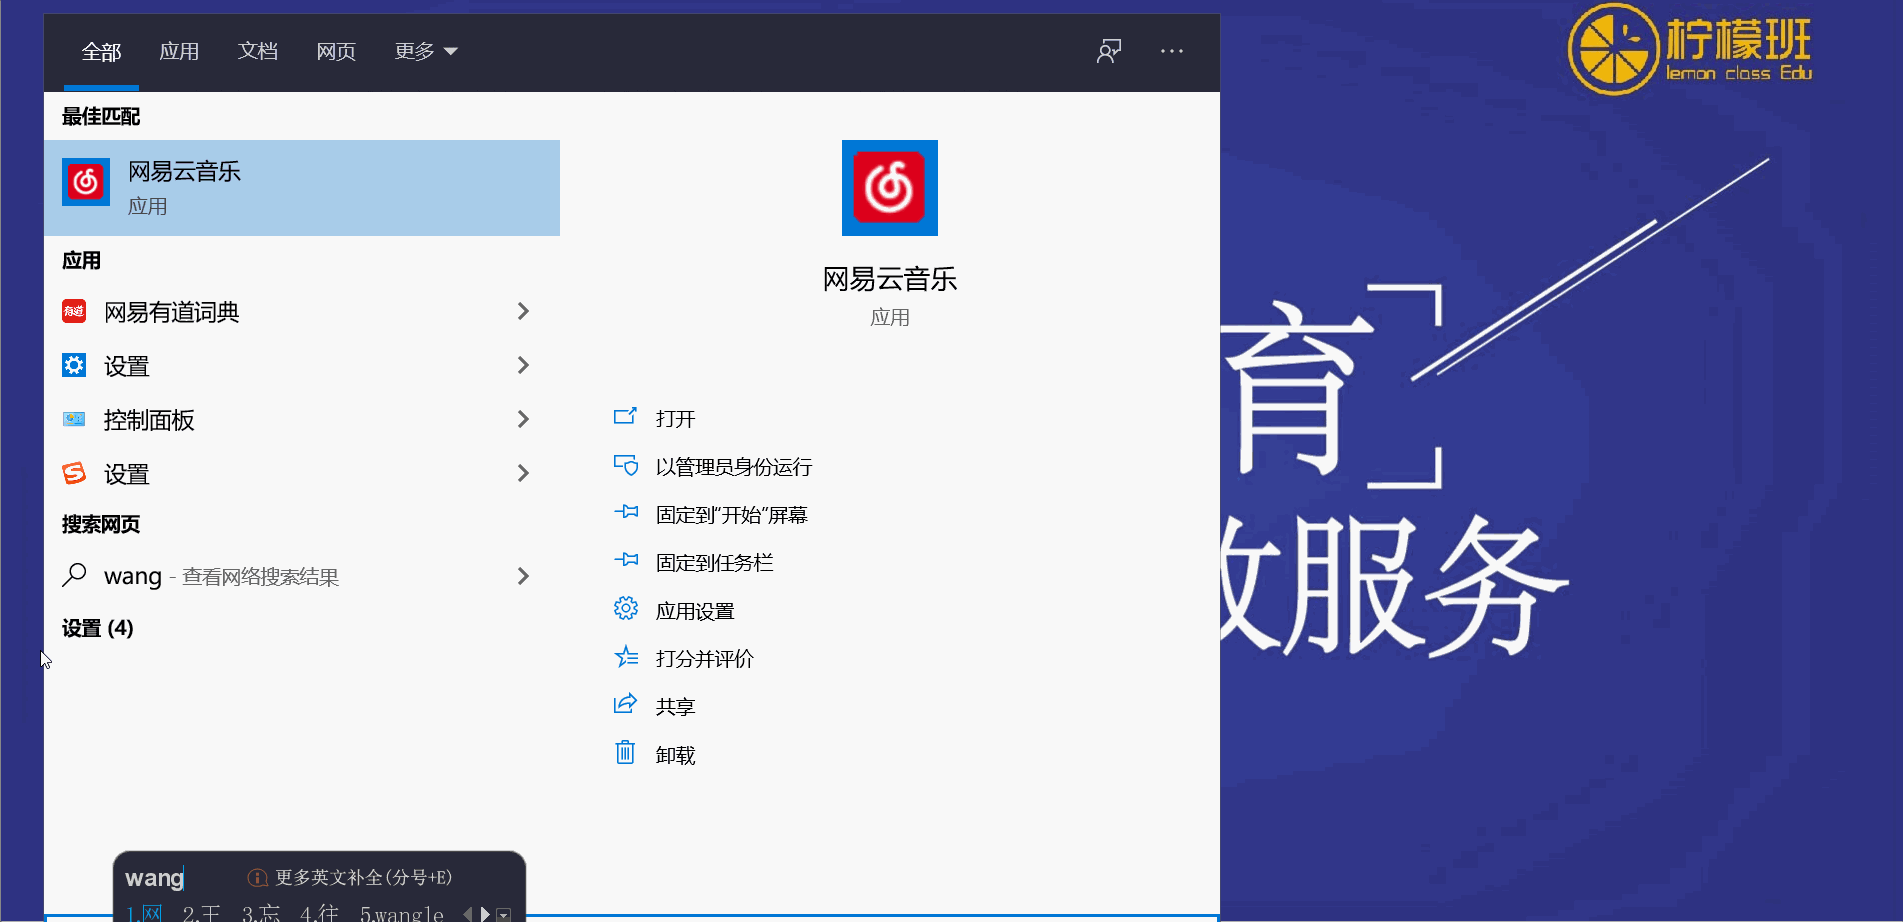 全部 应用 文档 网页 更多
最佳匹配
网易云音乐
应用
应用
有道 网易有道词典
设置
控制面板
设置
搜索网页
wang - 查看网络搜索结果
设置 (4)
网易云音乐
应用
打开
以管理员身份运行
固定到“开始”屏幕
固定到任务栏
应用设置
打分并评价
共享
卸载
wang 更多英文补全(分号+E)
1.网 2.王 3.忘 4.往 5.wangle
柠檬班
lemon class Edu
育
服务